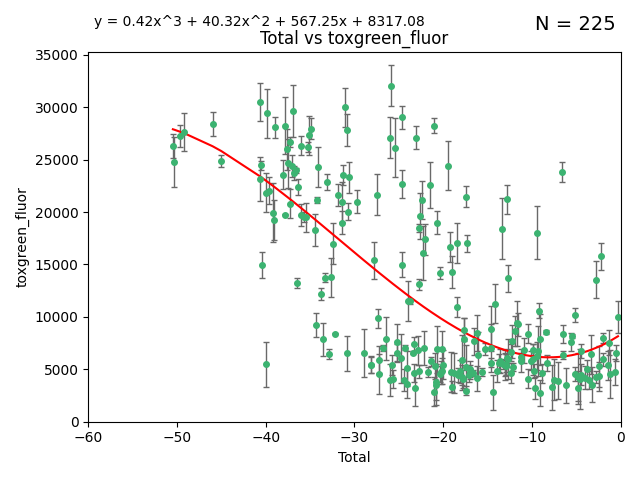 y = 0.42x^3 + 40.32x^2 + 567.25x + 8317.08
N = 225
Total vs toxgreen_fluor
35000
30000
25000
20000
15000
10000
5000
0
toxgreen_fluor
−60 −50 −40 −30 −20 −10 0
Total